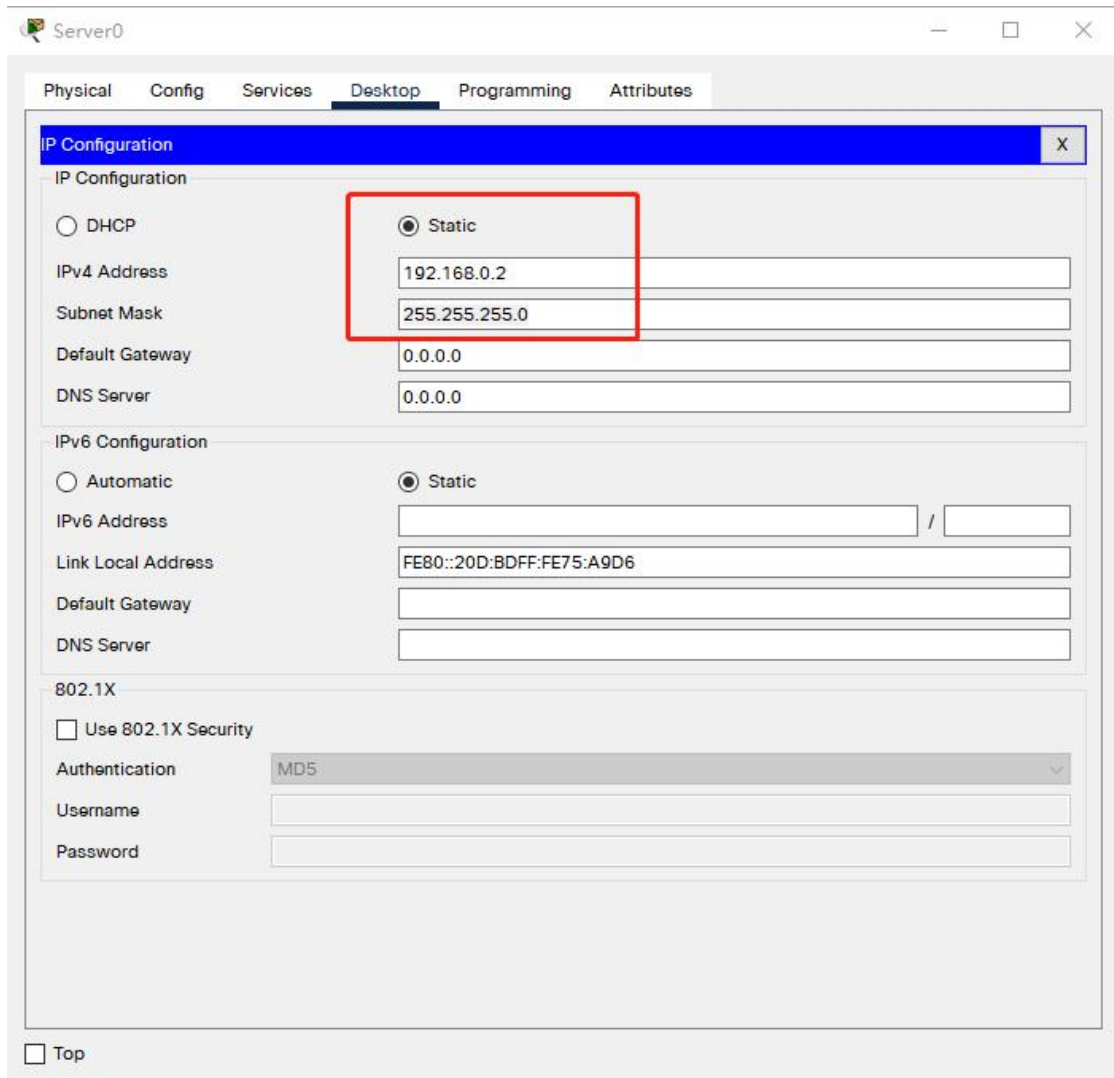 Server0
Physical Config Services Desktop Programming Attributes
IP Configuration X
IP Configuration
DHCP Static
IPv4 Address 192.168.0.2
Subnet Mask 255.255.255.0
Default Gateway 0.0.0.0
DNS Server 0.0.0.0
IPv6 Configuration
Automatic Static
IPv6 Address /
Link Local Address FE80::20D:BDFF:FE75:A9D6
Default Gateway
DNS Server
802.1X
Use 802.1X Security
Authentication MD5
Username
Password
Top